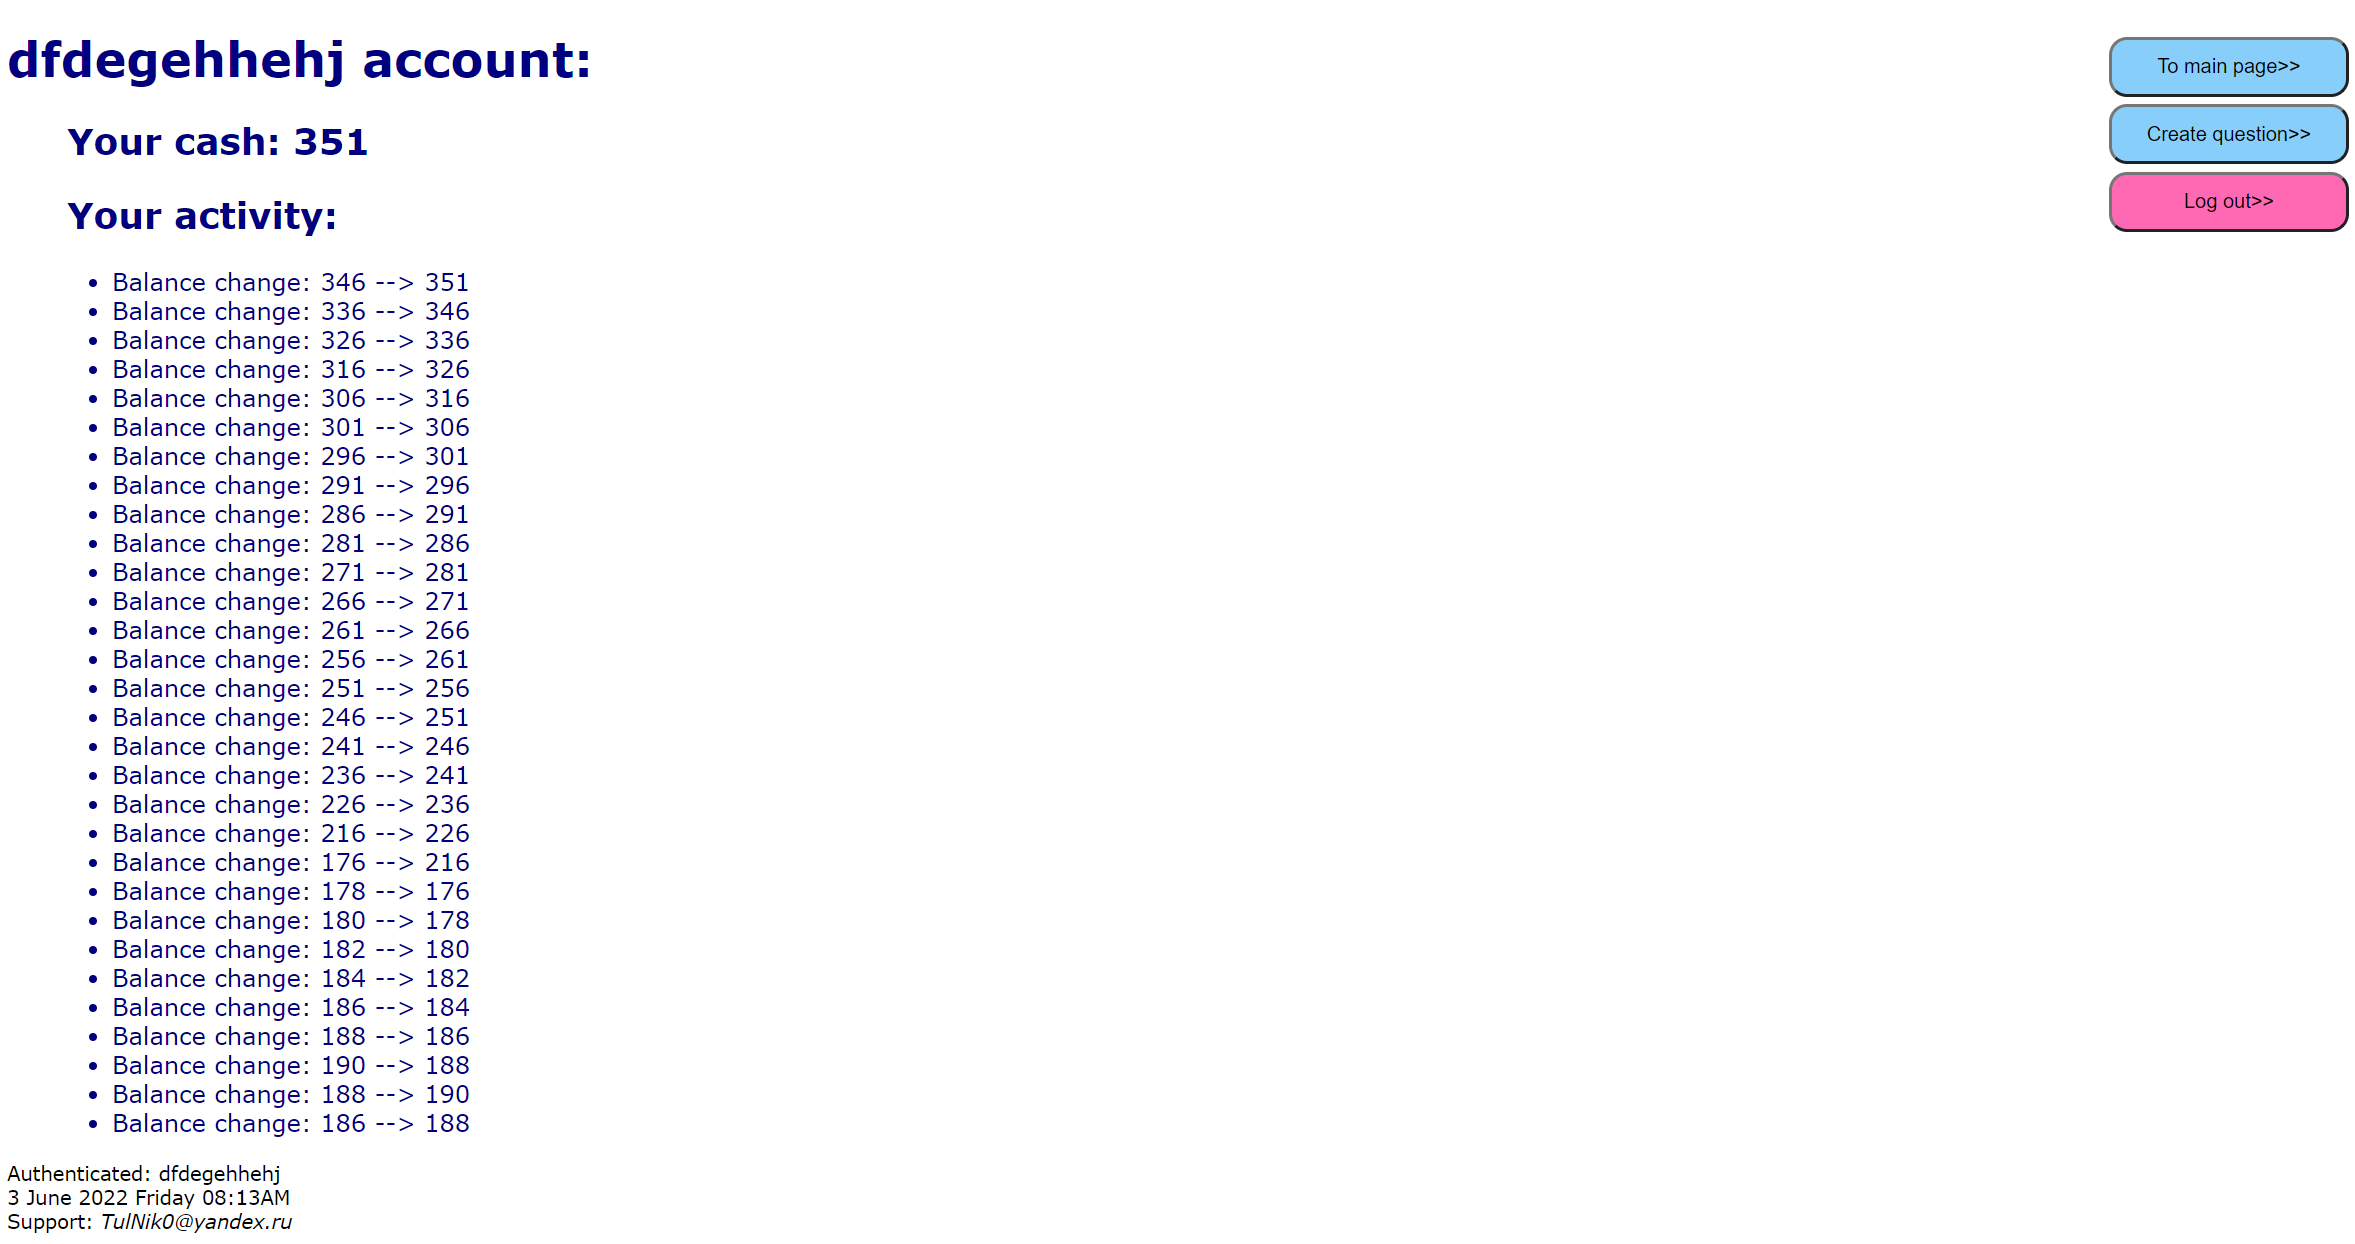 dfdegehhehj account:
To main page>>
Create question>>
Log out>>
Your cash: 351
Your activity:
Balance change: 346 --> 351
Balance change: 336 --> 346
Balance change: 326 --> 336
Balance change: 316 --> 326
Balance change: 306 --> 316
Balance change: 301 --> 306
Balance change: 296 --> 301
Balance change: 291 --> 296
Balance change: 286 --> 291
Balance change: 281 --> 286
Balance change: 271 --> 281
Balance change: 266 --> 271
Balance change: 261 --> 266
Balance change: 256 --> 261
Balance change: 251 --> 256
Balance change: 246 --> 251
Balance change: 241 --> 246
Balance change: 236 --> 241
Balance change: 226 --> 236
Balance change: 216 --> 226
Balance change: 176 --> 216
Balance change: 178 --> 176
Balance change: 180 --> 178
Balance change: 182 --> 180
Balance change: 184 --> 182
Balance change: 186 --> 184
Balance change: 188 --> 186
Balance change: 190 --> 188
Balance change: 188 --> 190
Balance change: 186 --> 188
Authenticated: dfdegehhehj
3 June 2022 Friday 08:13AM
Support: TulNik0@yandex.ru